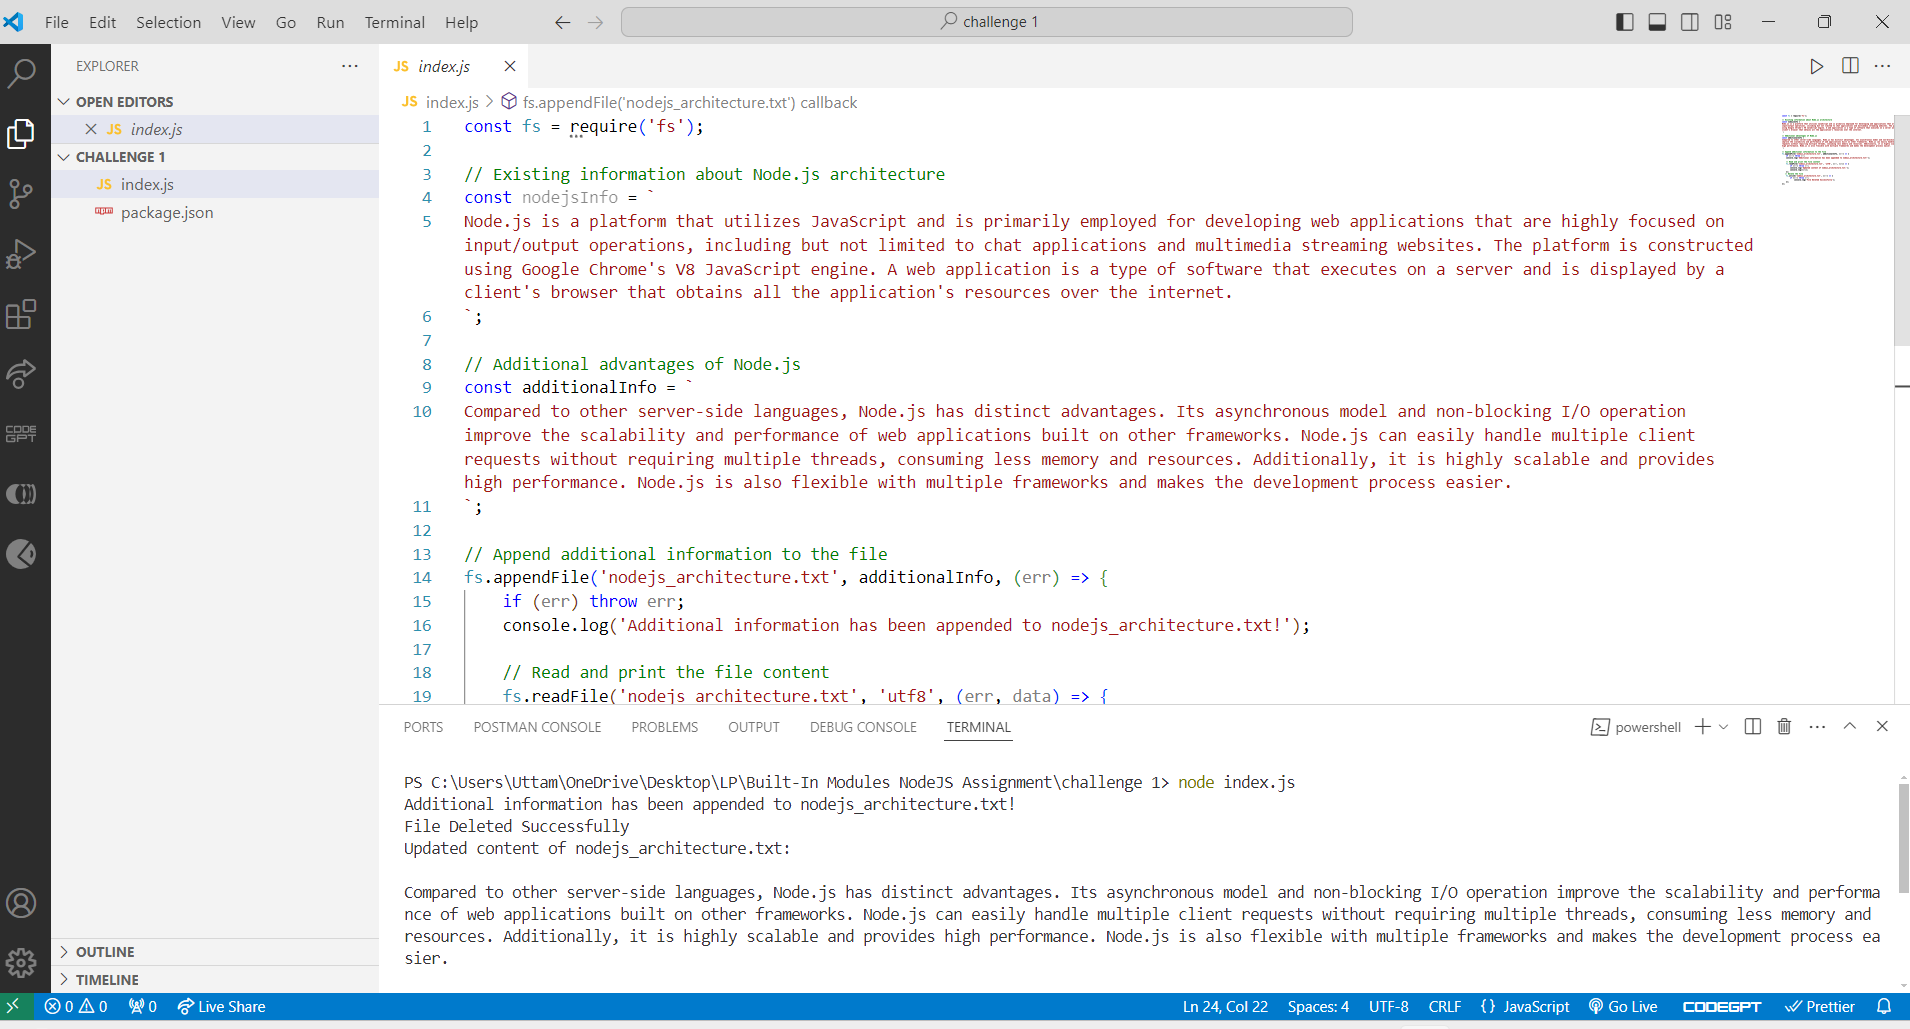 File Edit Selection View Go Run Terminal Help
challenge 1
EXPLORER
OPEN EDITORS
JS index.js
CHALLENGE 1
JS index.js
package.json
OUTLINE
TIMELINE
CODE
GPT
JS index.js
JS index.js > fs.appendFile('nodejs_architecture.txt') callback
1 const fs = require('fs');
2
3 // Existing information about Node.js architecture
4 const nodejsInfo = `
5 Node.js is a platform that utilizes JavaScript and is primarily employed for developing web applications that are highly focused on
input/output operations, including but not limited to chat applications and multimedia streaming websites. The platform is constructed
using Google Chrome's V8 JavaScript engine. A web application is a type of software that executes on a server and is displayed by a
client's browser that obtains all the application's resources over the internet.
6 `;
7
8 // Additional advantages of Node.js
9 const additionalInfo = `
10 Compared to other server-side languages, Node.js has distinct advantages. Its asynchronous model and non-blocking I/O operation
improve the scalability and performance of web applications built on other frameworks. Node.js can easily handle multiple client
requests without requiring multiple threads, consuming less memory and resources. Additionally, it is highly scalable and provides
high performance. Node.js is also flexible with multiple frameworks and makes the development process easier.
11 `;
12
13 // Append additional information to the file
14 fs.appendFile('nodejs_architecture.txt', additionalInfo, (err) => {
15 if (err) throw err;
16 console.log('Additional information has been appended to nodejs_architecture.txt!');
17
18 // Read and print the file content
19 fs.readFile('nodejs_architecture.txt', 'utf8', (err, data) => {
PORTS POSTMAN CONSOLE PROBLEMS OUTPUT DEBUG CONSOLE TERMINAL
powershell
PS C:\Users\Uttam\OneDrive\Desktop\LP\Built-In Modules NodeJS Assignment\challenge 1> node index.js
Additional information has been appended to nodejs_architecture.txt!
File Deleted Successfully
Updated content of nodejs_architecture.txt:
Compared to other server-side languages, Node.js has distinct advantages. Its asynchronous model and non-blocking I/O operation improve the scalability and performa
nce of web applications built on other frameworks. Node.js can easily handle multiple client requests without requiring multiple threads, consuming less memory and
resources. Additionally, it is highly scalable and provides high performance. Node.js is also flexible with multiple frameworks and makes the development process ea
sier.
0 0 0 Live Share Ln 24, Col 22 Spaces: 4 UTF-8 CRLF {} JavaScript Go Live CODEGPT Prettier